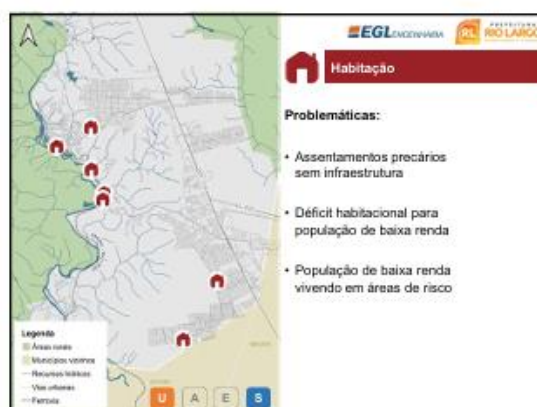 EGL ENGENHARIA
PREFEITURA
RL RIO LARGO
Habitação
Problemáticas:
• Assentamentos precários
sem infraestrutura
• Déficit habitacional para
população de baixa renda
• População de baixa renda
vivendo em áreas de risco
Legenda
Áreas rurais
Municípios vizinhos
Recursos hídricos
Vias urbanas
Ferrovia
U A E S